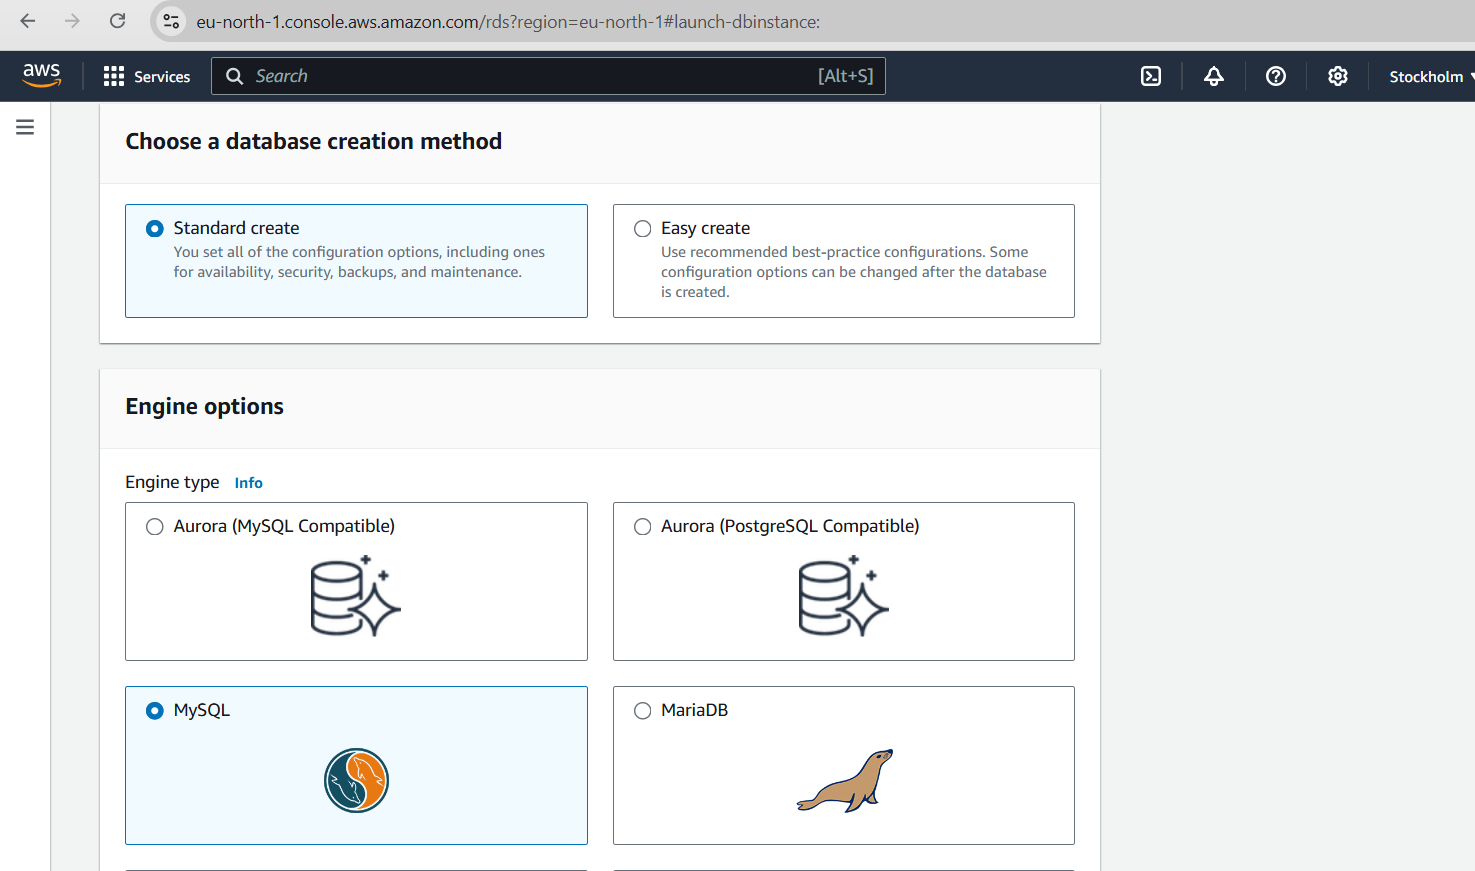 eu-north-1.console.aws.amazon.com/rds?region=eu-north-1#launch-dbinstance:
aws
Services
Search
[Alt+S]
Stockholm
Choose a database creation method
Standard create
You set all of the configuration options, including ones
for availability, security, backups, and maintenance.
Easy create
Use recommended best-practice configurations. Some
configuration options can be changed after the database
is created.
Engine options
Engine type Info
Aurora (MySQL Compatible)
Aurora (PostgreSQL Compatible)
MySQL
MariaDB